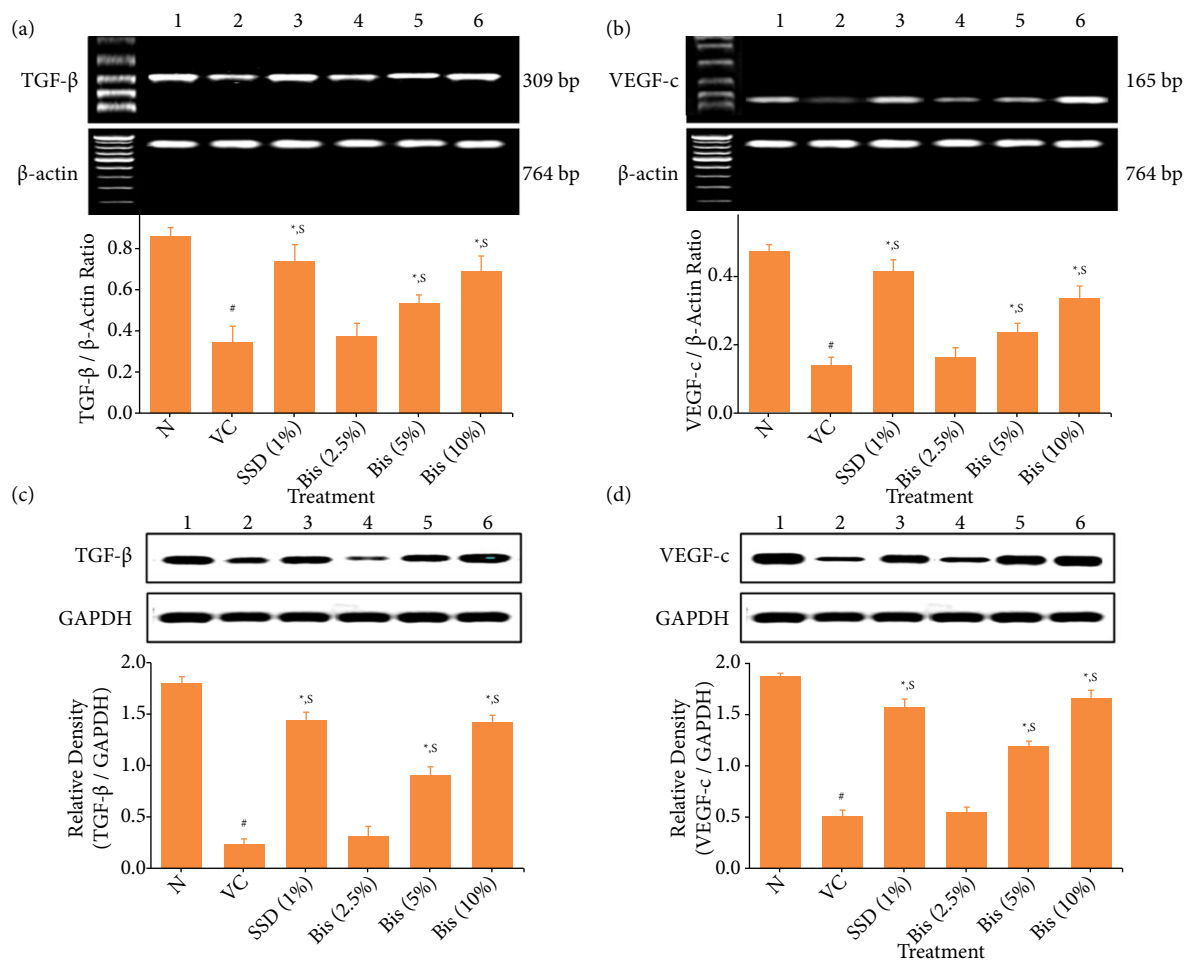 (a)
1 2 3 4 5 6
TGF-β
309 bp
β-actin
764 bp
TGF-β / β-Actin Ratio
0.8
0.6
0.4
0.2
0.0
#
*,S
*,S
*,S
N
VC
SSD (1%)
Bis (2.5%)
Bis (5%)
Bis (10%)
Treatment
(b)
1 2 3 4 5 6
VEGF-c
165 bp
β-actin
764 bp
VEGF-c / β-Actin Ratio
0.4
0.2
0.0
#
*,S
*,S
*,S
N
VC
SSD (1%)
Bis (2.5%)
Bis (5%)
Bis (10%)
Treatment
(c)
1 2 3 4 5 6
TGF-β
GAPDH
Relative Density
(TGF-β / GAPDH)
2.0
1.5
1.0
0.5
0.0
#
*,S
*,S
*,S
N
VC
SSD (1%)
Bis (2.5%)
Bis (5%)
Bis (10%)
(d)
1 2 3 4 5 6
VEGF-c
GAPDH
Relative Density
(VEGF-c / GAPDH)
2.0
1.5
1.0
0.5
0.0
#
*,S
*,S
*,S
N
VC
SSD (1%)
Bis (2.5%)
Bis (5%)
Bis (10%)
Treatment